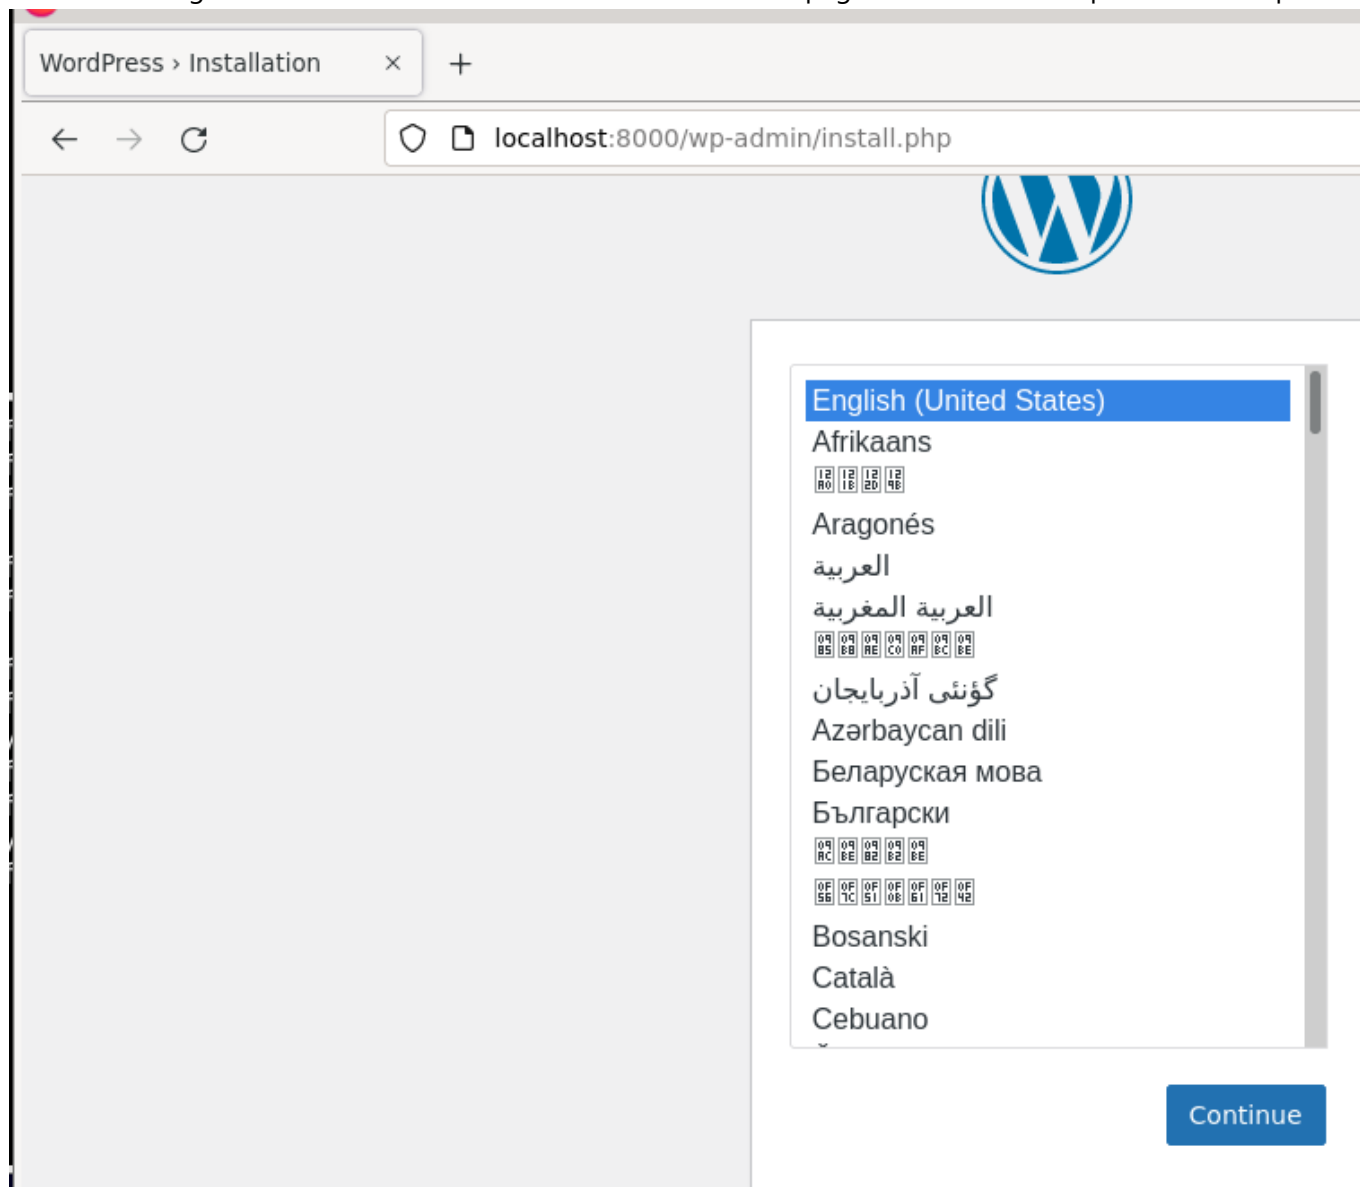 WordPress › Installation
localhost:8000/wp-admin/install.php
English (United States)
Afrikaans
Aragonés
العربية
العربية المغربية
گؤنئی آذربایجان
Azərbaycan dili
Беларуская мова
Български
Bosanski
Català
Cebuano
Continue